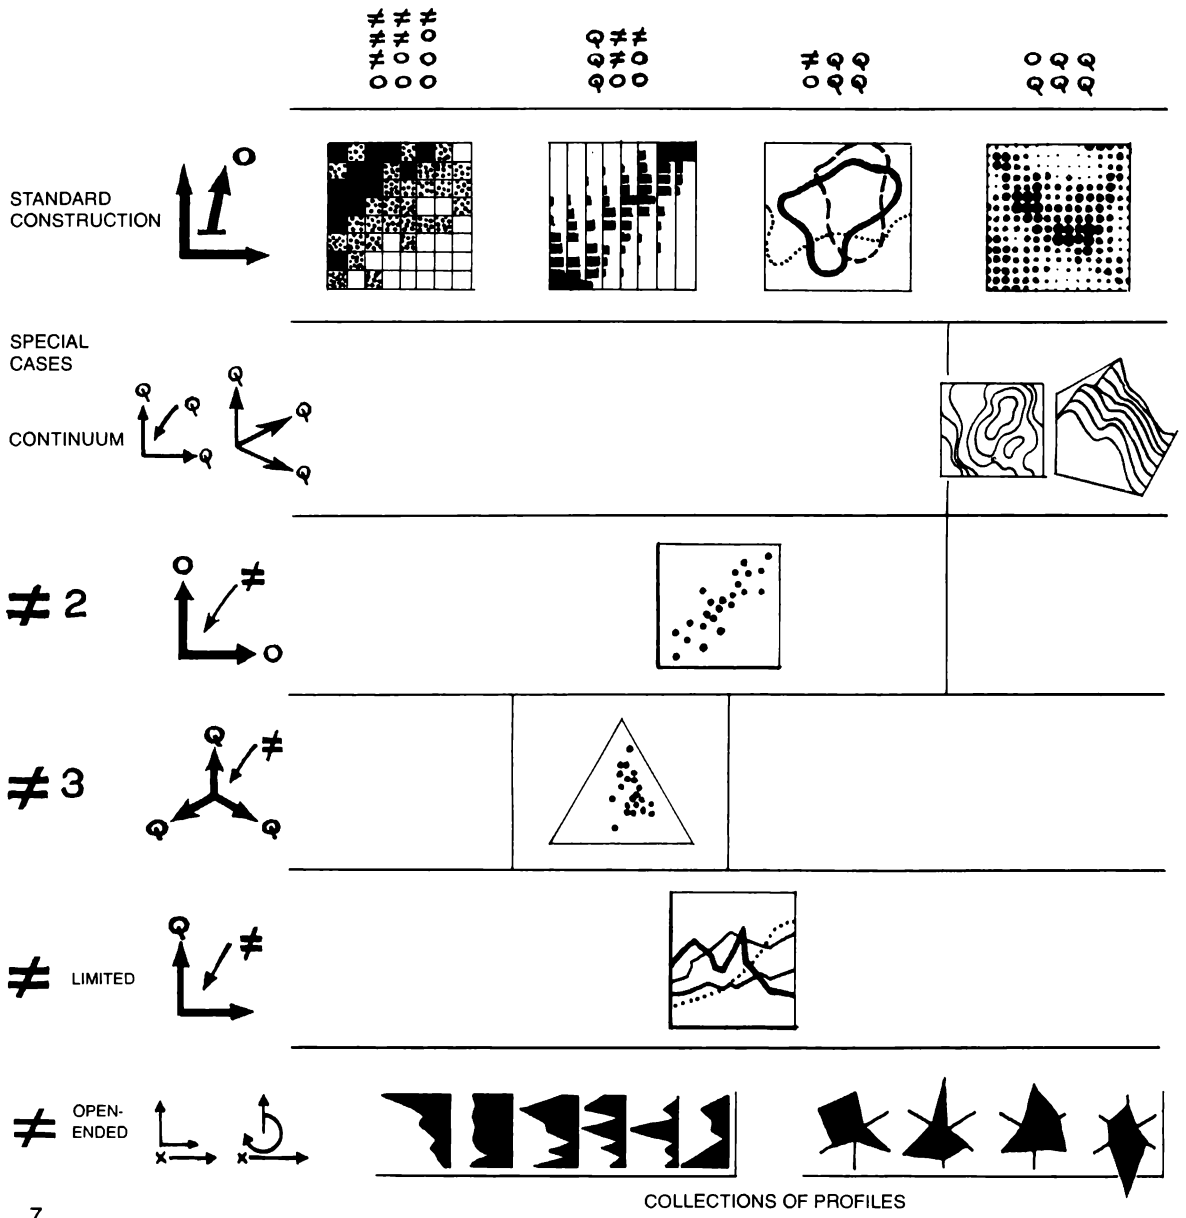 ≠ ≠ ≠
≠ ≠ O Q ≠ ≠
≠ O O Q ≠ O ≠ Q Q O Q Q
O O O Q O O O Q Q Q Q Q
STANDARD
CONSTRUCTION
O
SPECIAL
CASES
CONTINUUM
Q Q Q
Q Q Q
≠ 2
O ≠
O
≠ 3
Q ≠
Q Q
≠ LIMITED
Q ≠
≠ OPEN-
ENDED
x x
COLLECTIONS OF PROFILES
7